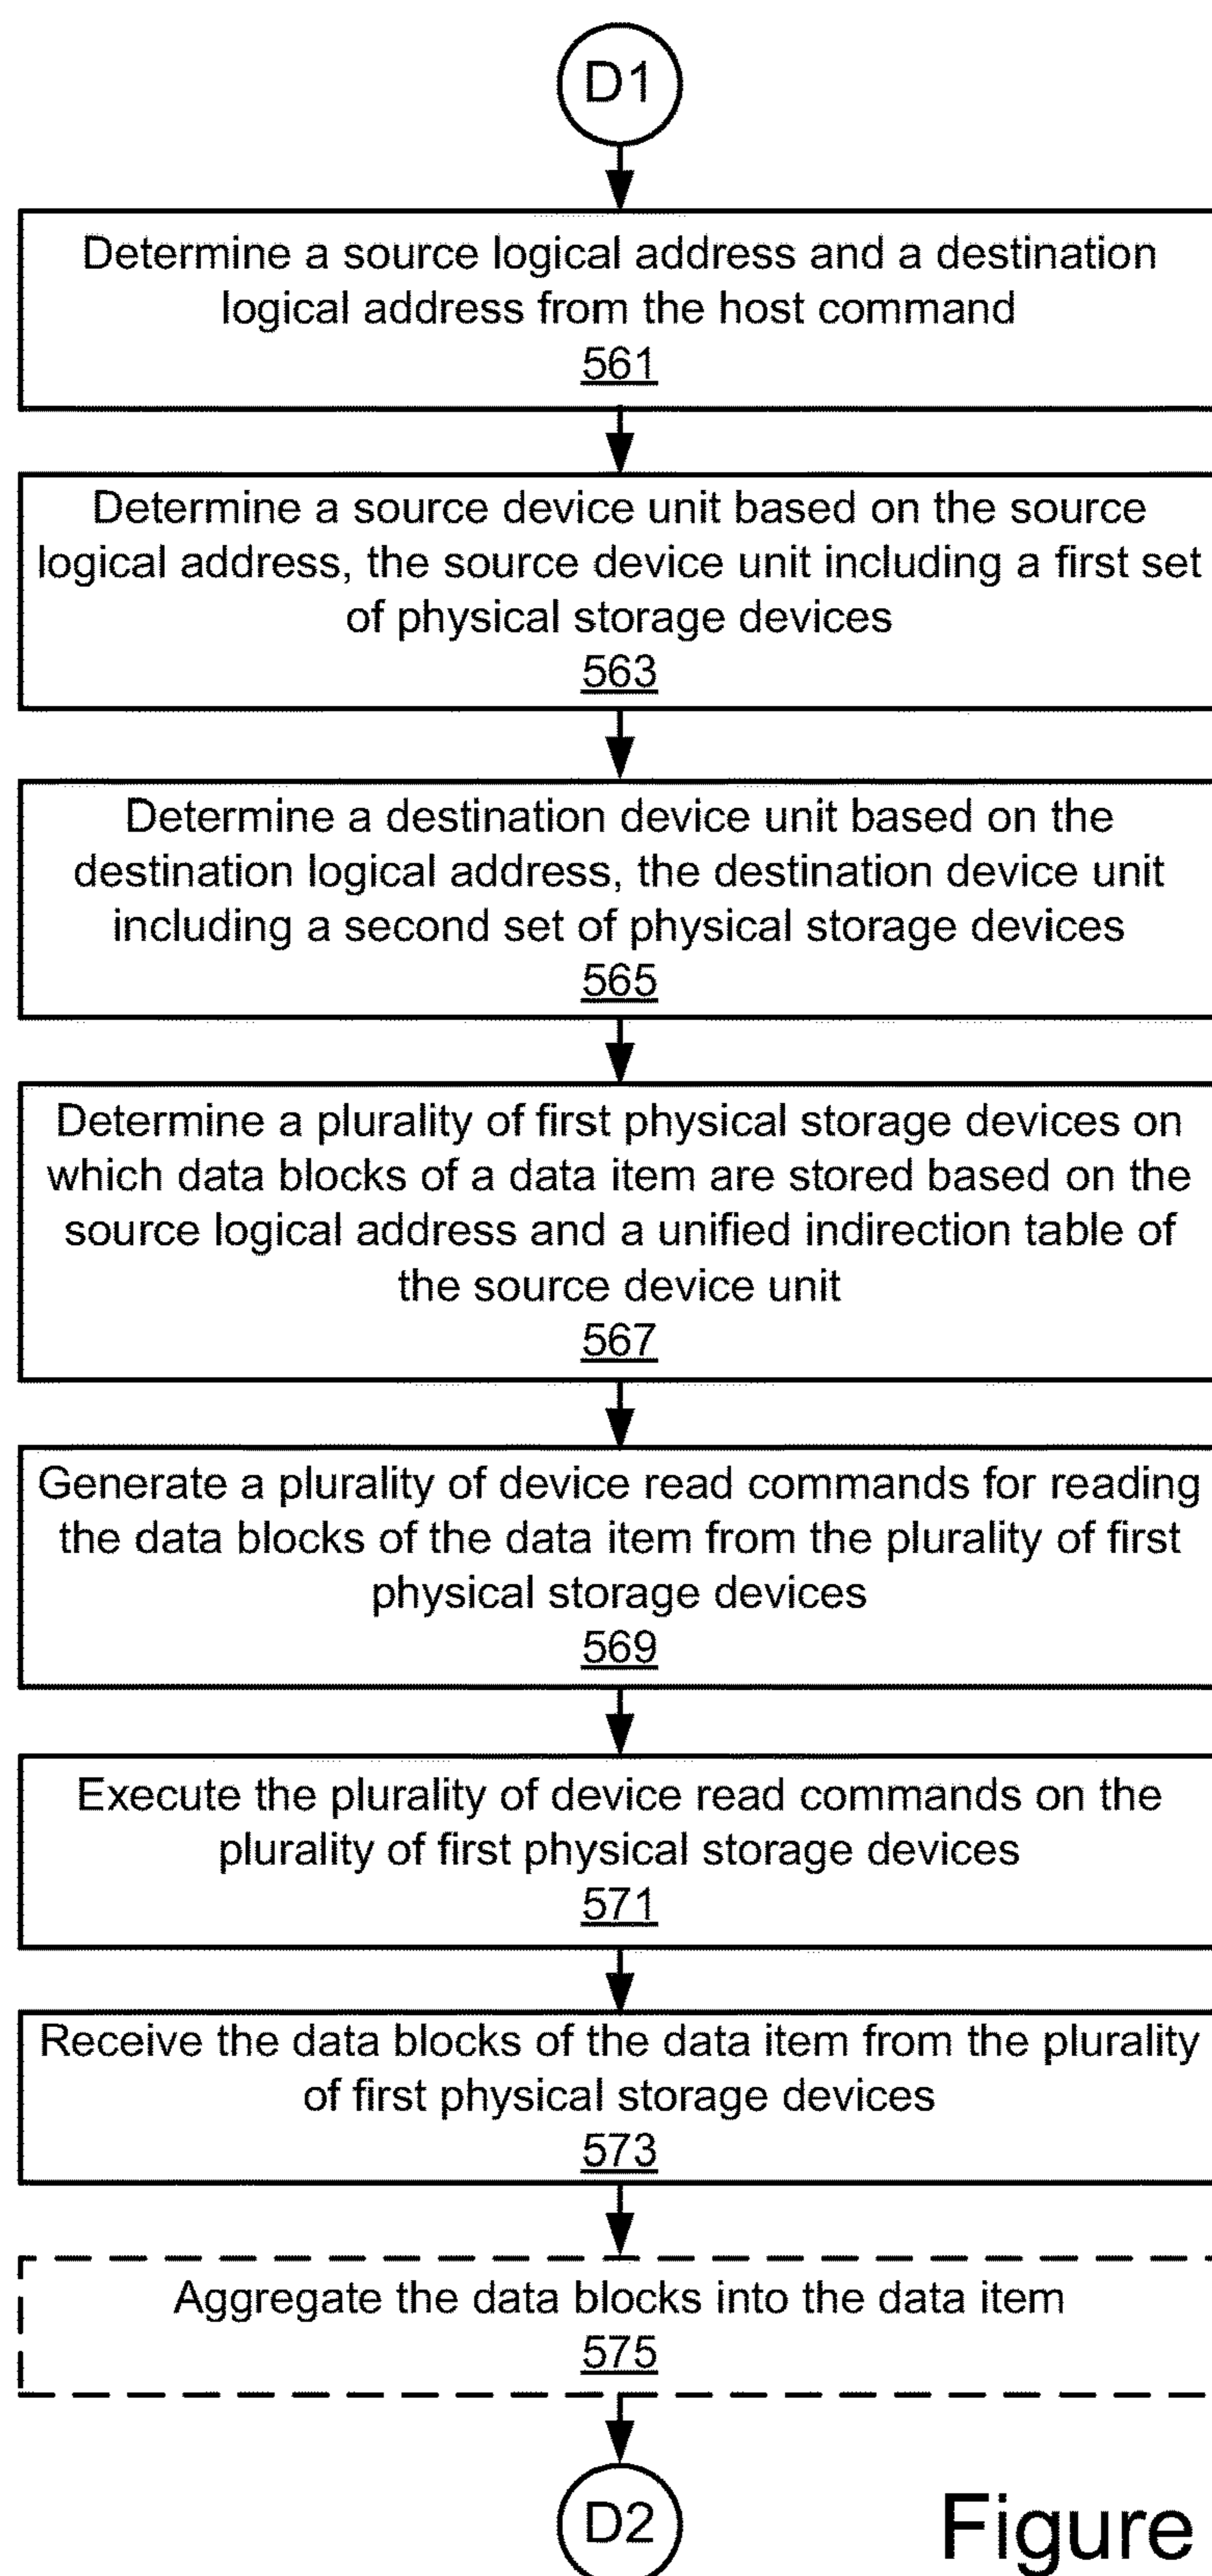 D1
Determine a source logical address and a destination
logical address from the host command
561
Determine a source device unit based on the source
logical address, the source device unit including a first set
of physical storage devices
563
Determine a destination device unit based on the
destination logical address, the destination device unit
including a second set of physical storage devices
565
Determine a plurality of first physical storage devices on
which data blocks of a data item are stored based on the
source logical address and a unified indirection table of
the source device unit
567
Generate a plurality of device read commands for reading
the data blocks of the data item from the plurality of first
physical storage devices
569
Execute the plurality of device read commands on the
plurality of first physical storage devices
571
Receive the data blocks of the data item from the plurality
of first physical storage devices
573
Aggregate the data blocks into the data item
575
D2
Figure